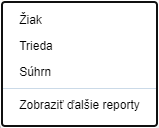 Žiak
Trieda
Súhrn
Zobraziť ďalšie reporty